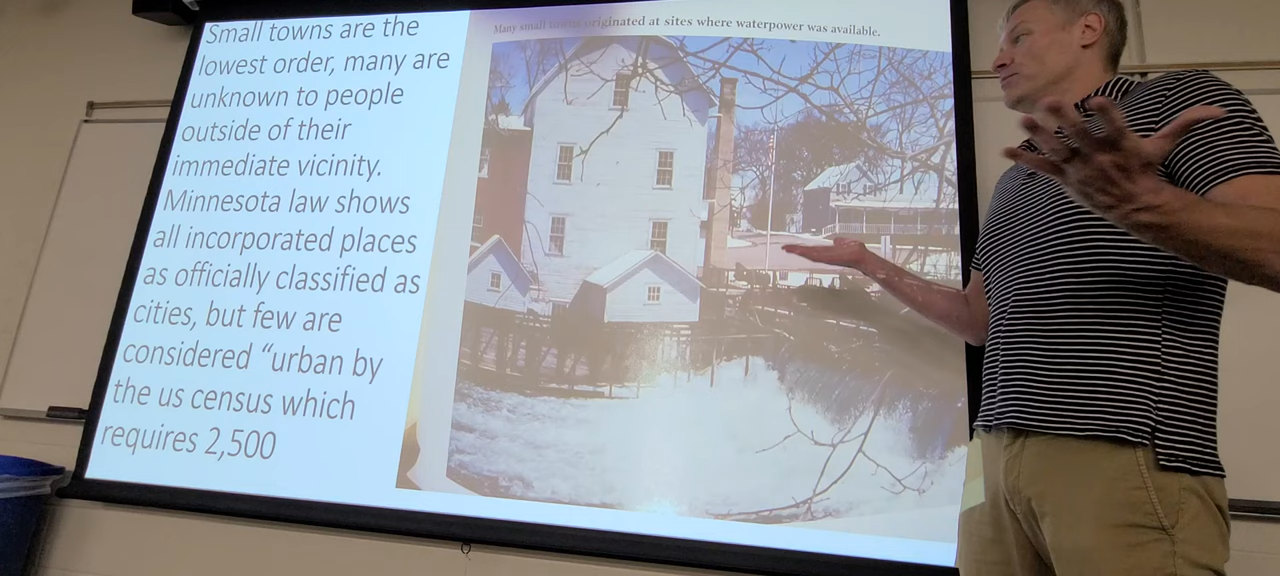 Small towns are the
lowest order, many are
unknown to people
outside of their
immediate vicinity.
Minnesota law shows
all incorporated places
as officially classified as
cities, but few are
considered “urban by
the us census which
requires 2,500
Many small towns originated at sites where waterpower was available.